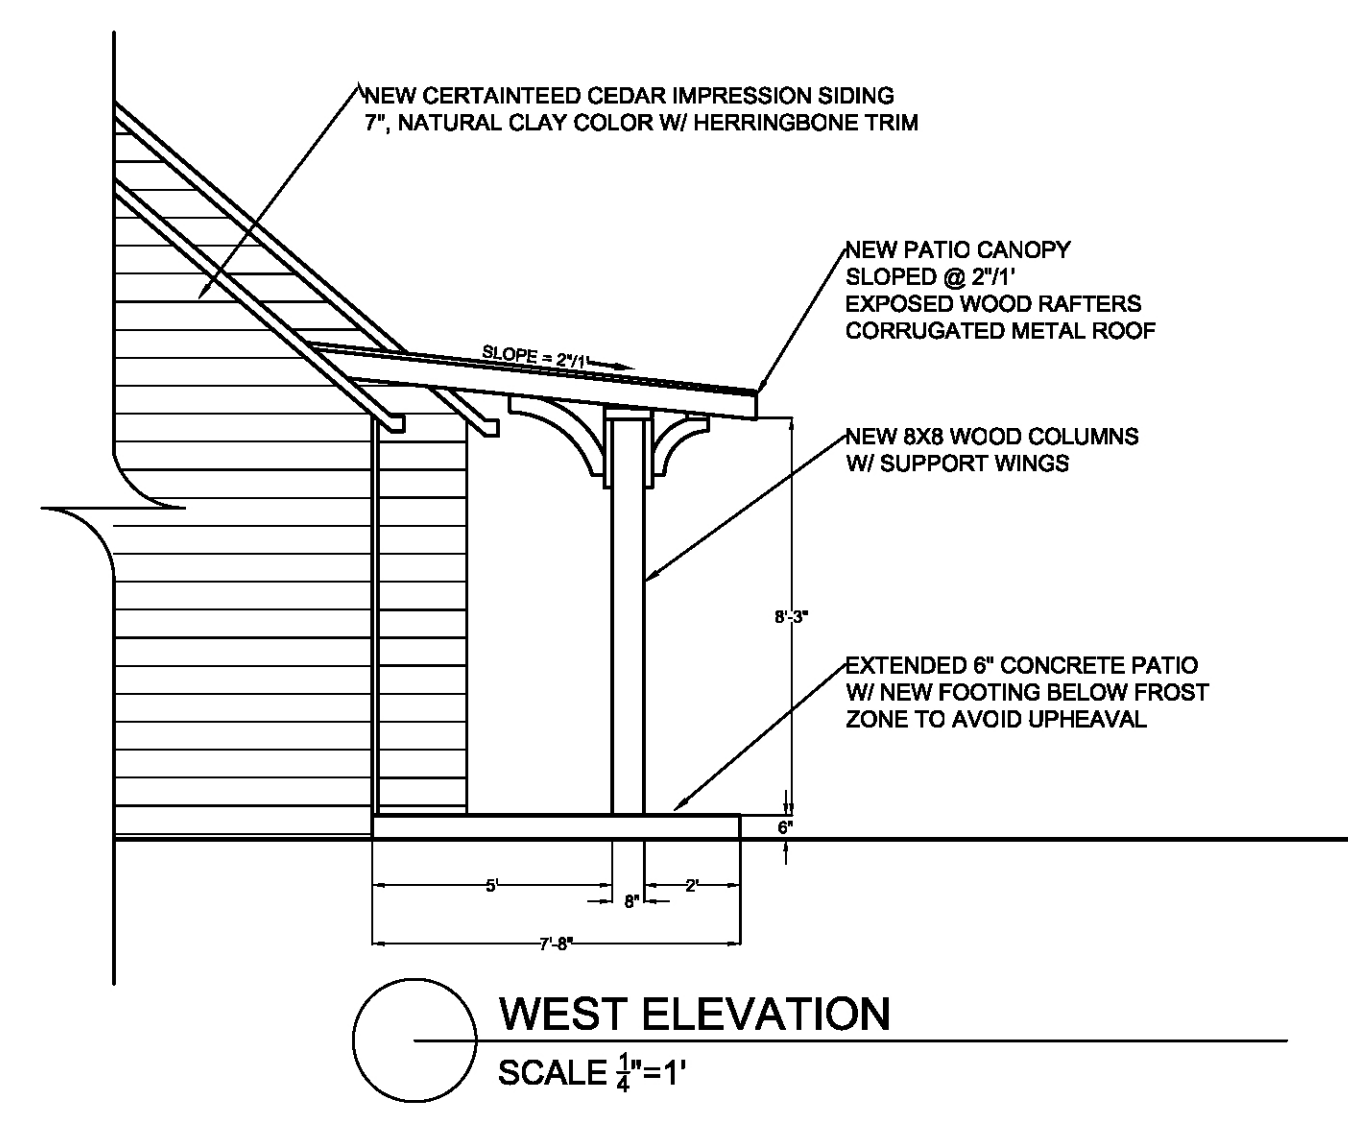 NEW CERTAINTEED CEDAR IMPRESSION SIDING
7", NATURAL CLAY COLOR W/ HERRINGBONE TRIM
NEW PATIO CANOPY
SLOPED @ 2"/1'
EXPOSED WOOD RAFTERS
CORRUGATED METAL ROOF
SLOPE = 2"/1'
NEW 8X8 WOOD COLUMNS
W/ SUPPORT WINGS
8'-3"
EXTENDED 6" CONCRETE PATIO
W/ NEW FOOTING BELOW FROST
ZONE TO AVOID UPHEAVAL
6"
5'
8"
2'
7'-8"
WEST ELEVATION
SCALE 1/4"=1'